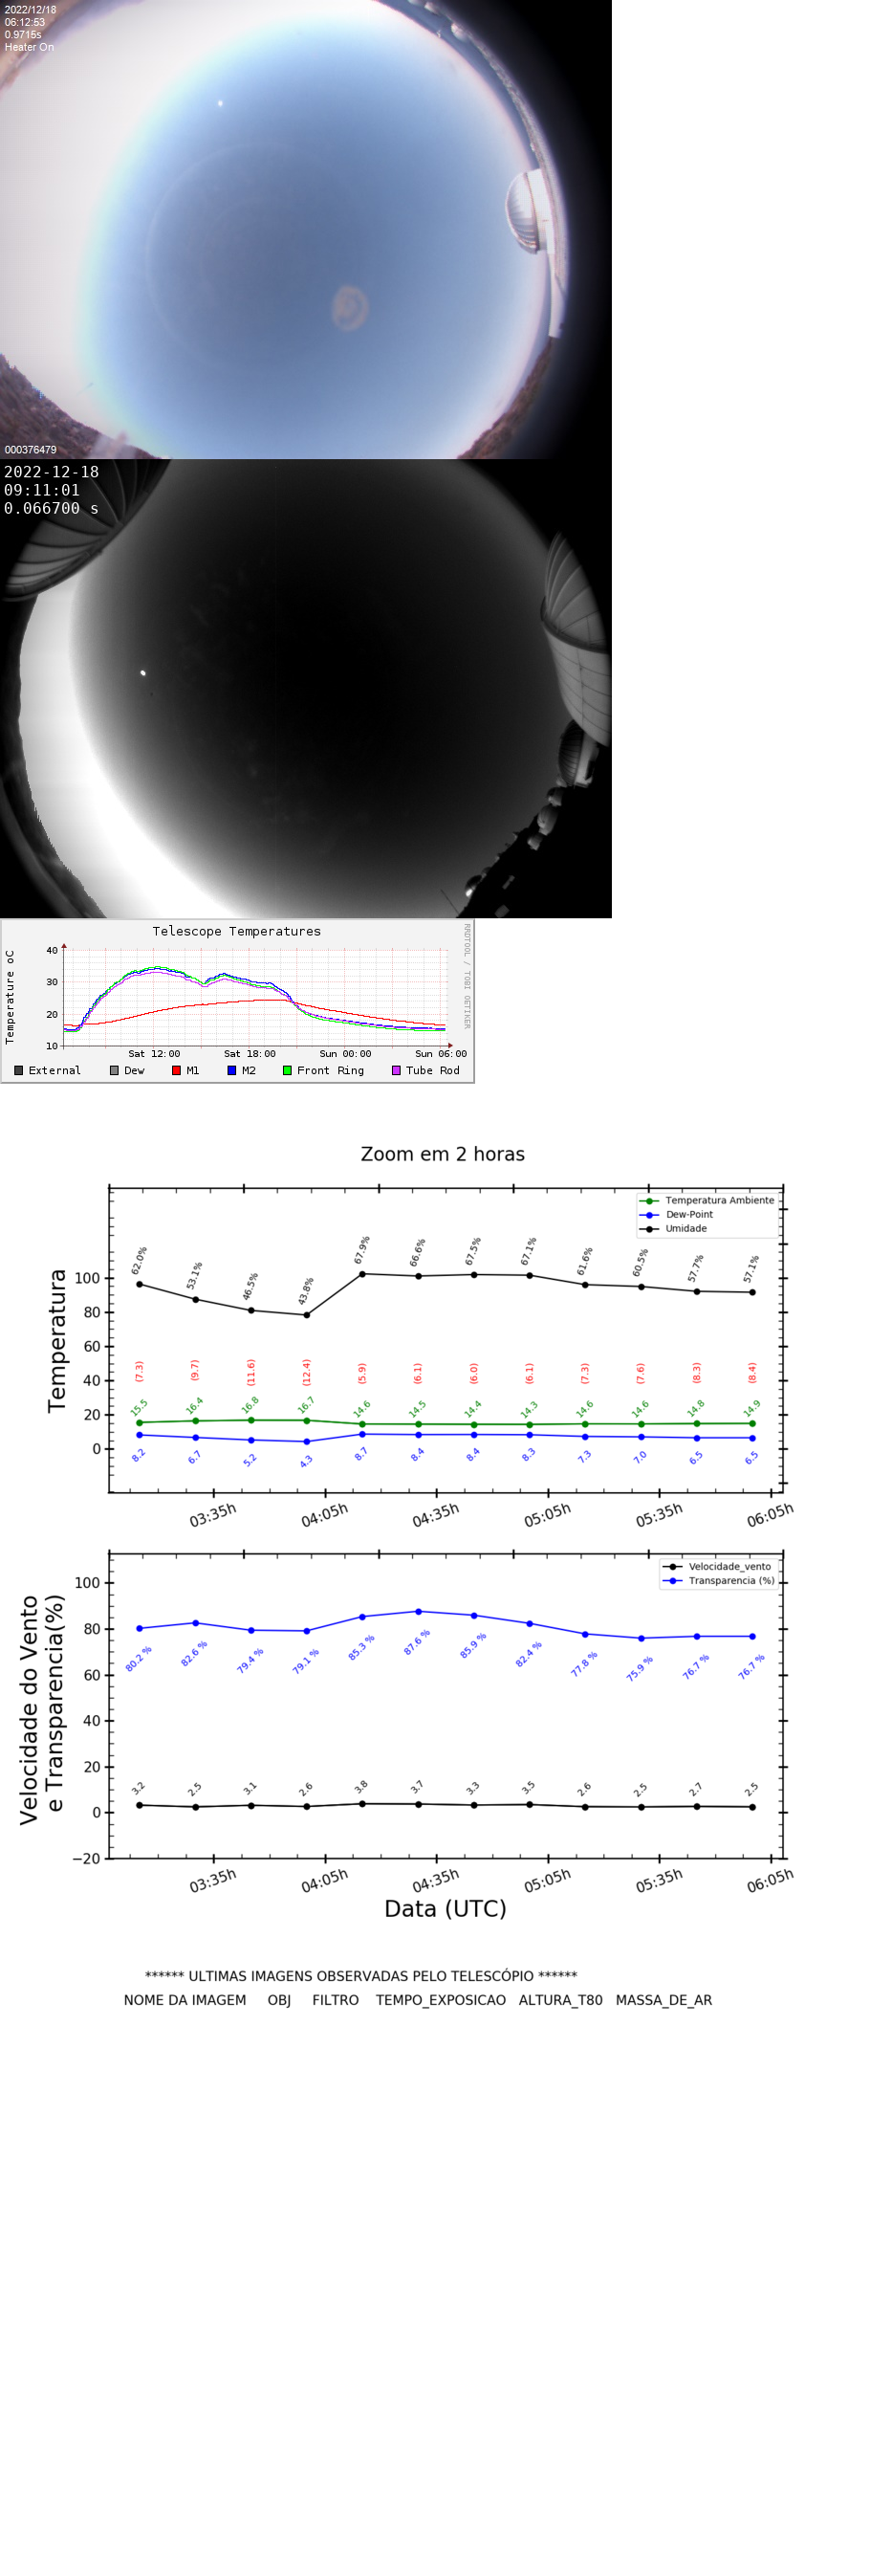 2022/12/18
06:12:53
0.9715s
Heater On
000376479
2022-12-18
09:11:01
0.066700 s
Telescope Temperatures
RRDTOOL / TOBI OETIKER
Temperature oC
40
30
20
10
Sat 12:00 Sat 18:00 Sun 00:00 Sun 06:00
External Dew M1 M2 Front Ring Tube Rod
Zoom em 2 horas
Temperatura Ambiente
Dew-Point
Umidade
Temperatura
100
80
60
40
20
0
62.0% 53.1% 46.5% 43.8% 67.9% 66.6% 67.5% 67.1% 61.6% 60.5% 57.7% 57.1%
(7.3) (9.7) (11.6) (12.4) (5.9) (6.1) (6.0) (6.1) (7.3) (7.6) (8.3) (8.4)
15.5 16.4 16.8 16.7 14.6 14.5 14.4 14.3 14.6 14.6 14.8 14.9
8.2 6.7 5.2 4.3 8.7 8.4 8.4 8.3 7.3 7.0 6.5 6.5
03:35h 04:05h 04:35h 05:05h 05:35h 06:05h
Velocidade_vento
Transparencia (%)
Velocidade do Vento
e Transparencia(%)
100
80
60
40
20
0
−20
80.2 % 82.6 % 79.4 % 79.1 % 85.3 % 87.6 % 85.9 % 82.4 % 77.8 % 75.9 % 76.7 % 76.7 %
3.2 2.5 3.1 2.6 3.8 3.7 3.3 3.5 2.6 2.5 2.7 2.5
03:35h 04:05h 04:35h 05:05h 05:35h 06:05h
Data (UTC)
****** ULTIMAS IMAGENS OBSERVADAS PELO TELESCÓPIO ******
NOME DA IMAGEM OBJ FILTRO TEMPO_EXPOSICAO ALTURA_T80 MASSA_DE_AR